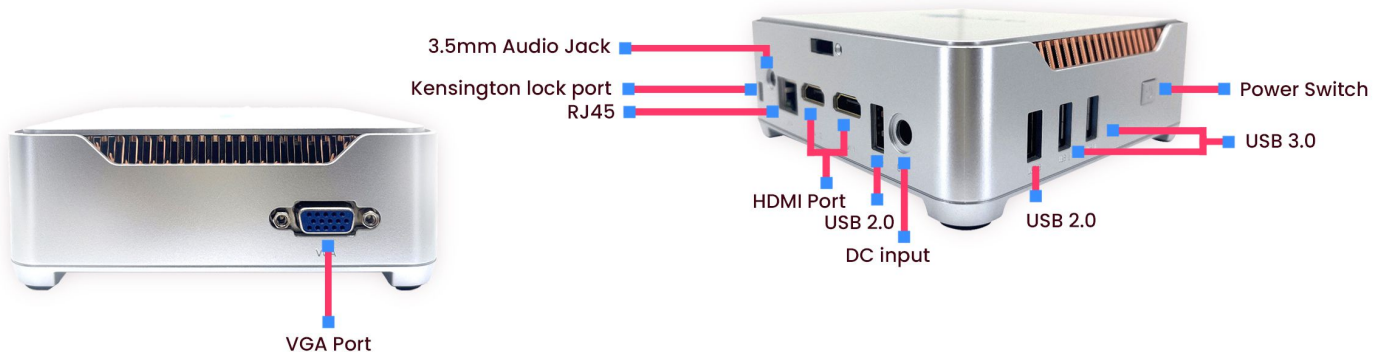 3.5mm Audio Jack
Kensington lock port
RJ45
Power Switch
USB 3.0
HDMI Port
USB 2.0
USB 2.0
DC input
VGA
VGA Port